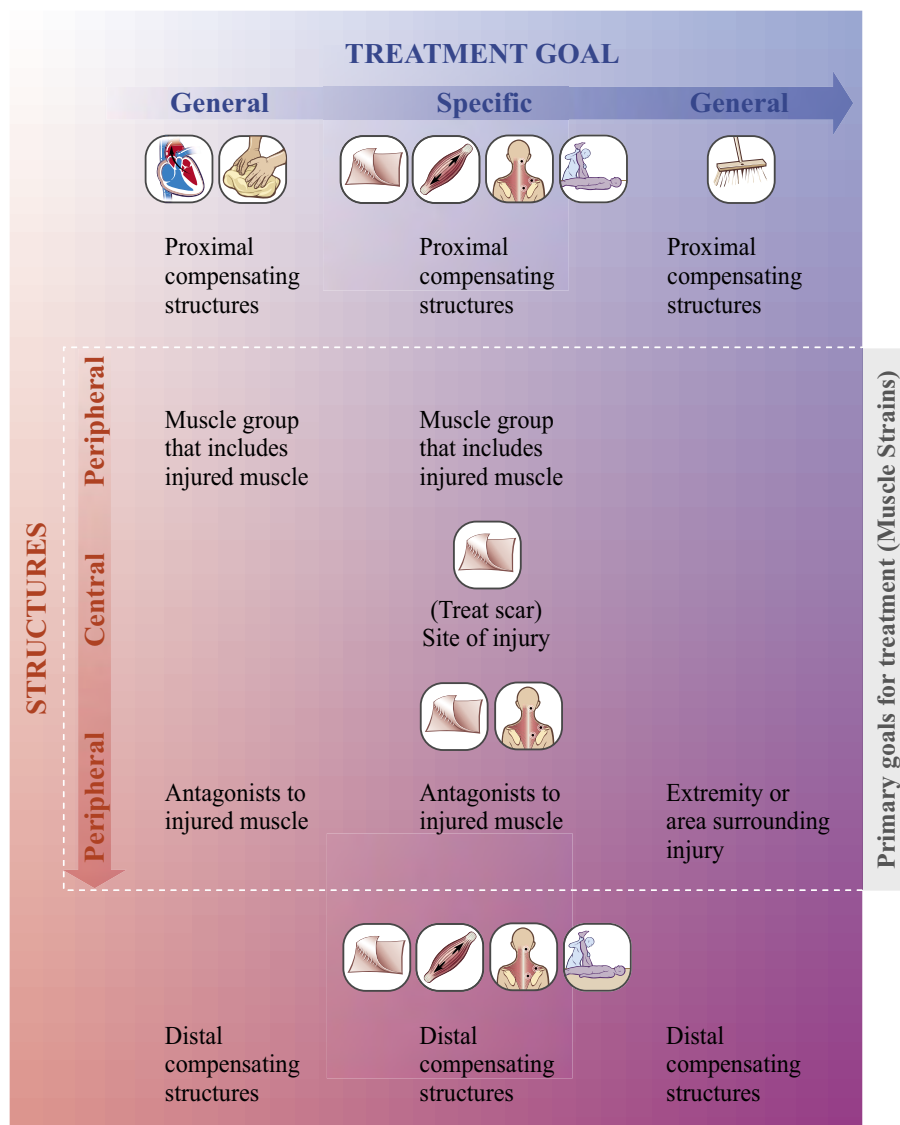 TREATMENT GOAL
General
Specific
General
Proximal
compensating
structures
Proximal
compensating
structures
Proximal
compensating
structures
STRUCTURES
Peripheral
Central
Peripheral
Muscle group
that includes
injured muscle
Muscle group
that includes
injured muscle
(Treat scar)
Site of injury
Antagonists to
injured muscle
Antagonists to
injured muscle
Extremity or
area surrounding
injury
Primary goals for treatment (Muscle Strains)
Distal
compensating
structures
Distal
compensating
structures
Distal
compensating
structures